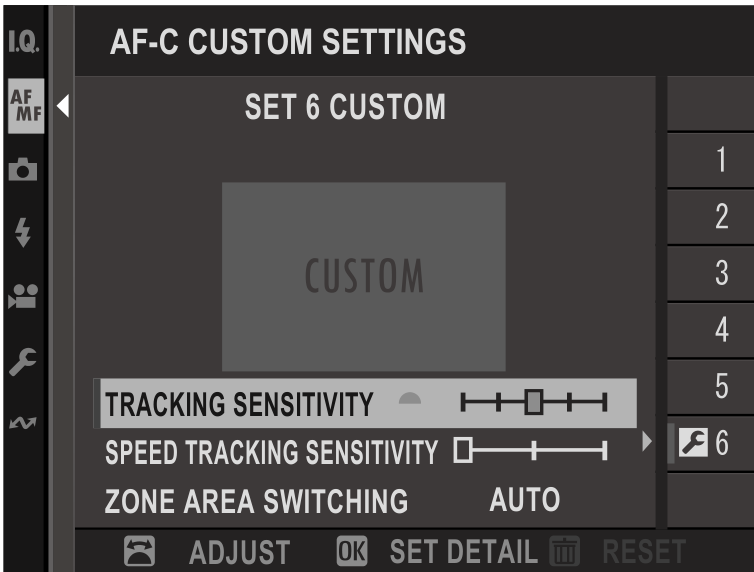 I.Q.
AF-C CUSTOM SETTINGS
AF
MF
SET 6 CUSTOM
1
2
3
4
5
6
CUSTOM
TRACKING SENSITIVITY
SPEED TRACKING SENSITIVITY
ZONE AREA SWITCHING AUTO
ADJUST OK SET DETAIL RESET